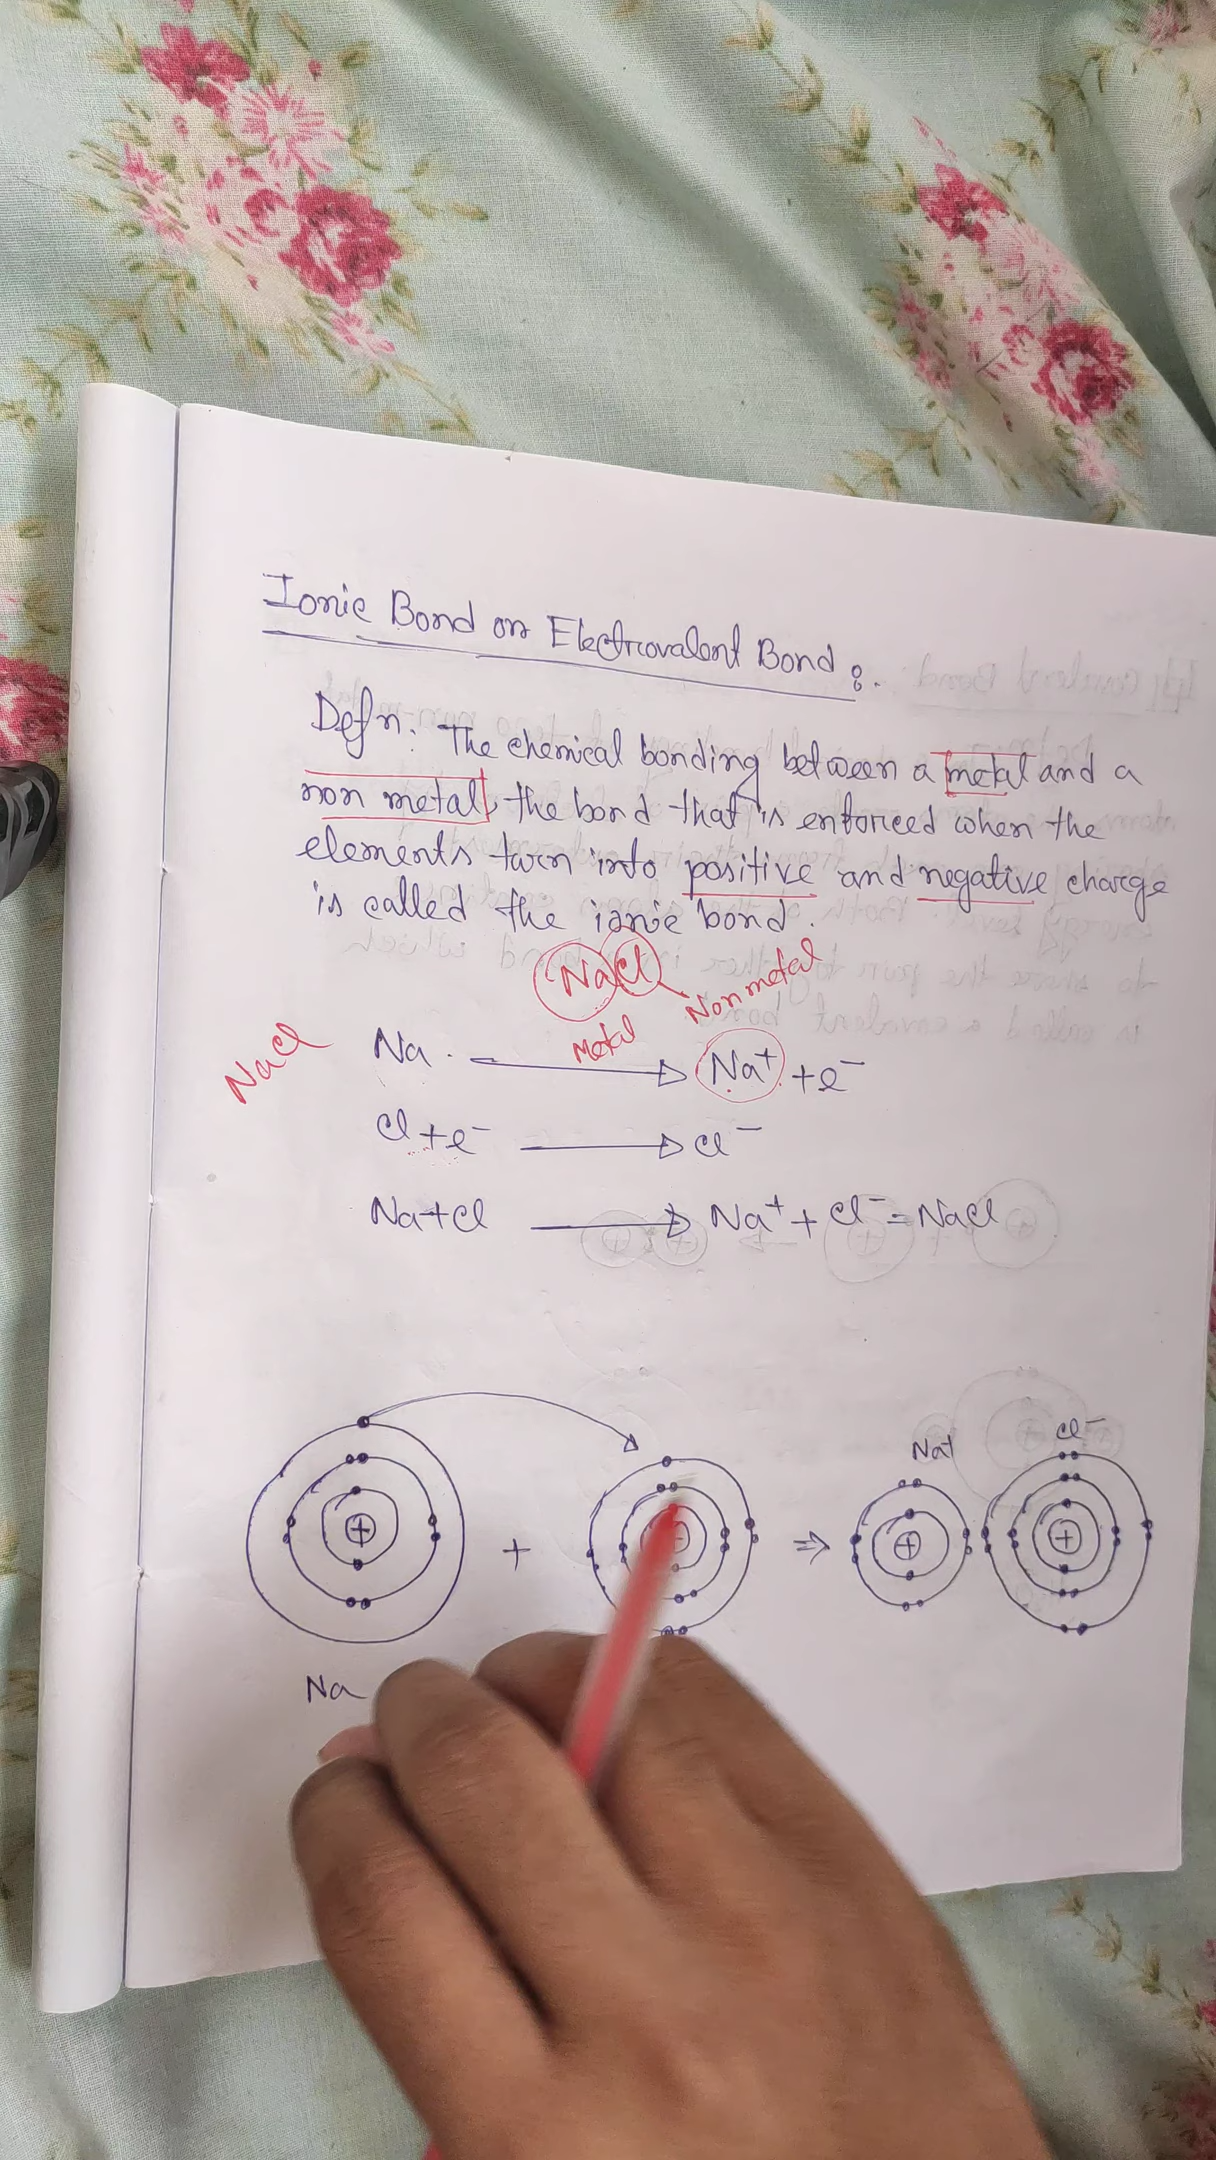 Ionic Bond or Electrovalent Bond :.
Defn. The chemical bonding between a metal and a
non metal, the bond that is enforced when the
elements turn into positive and negative charge
is called the ionic bond.
NaCl
Nonmetal
Metal
NaCl
Na → Na⁺ + e⁻
Cl + e⁻ → Cl⁻
Na + Cl → Na⁺ + Cl⁻ = NaCl
Na⁺ Cl⁻
+ + ⇒ + +
Na